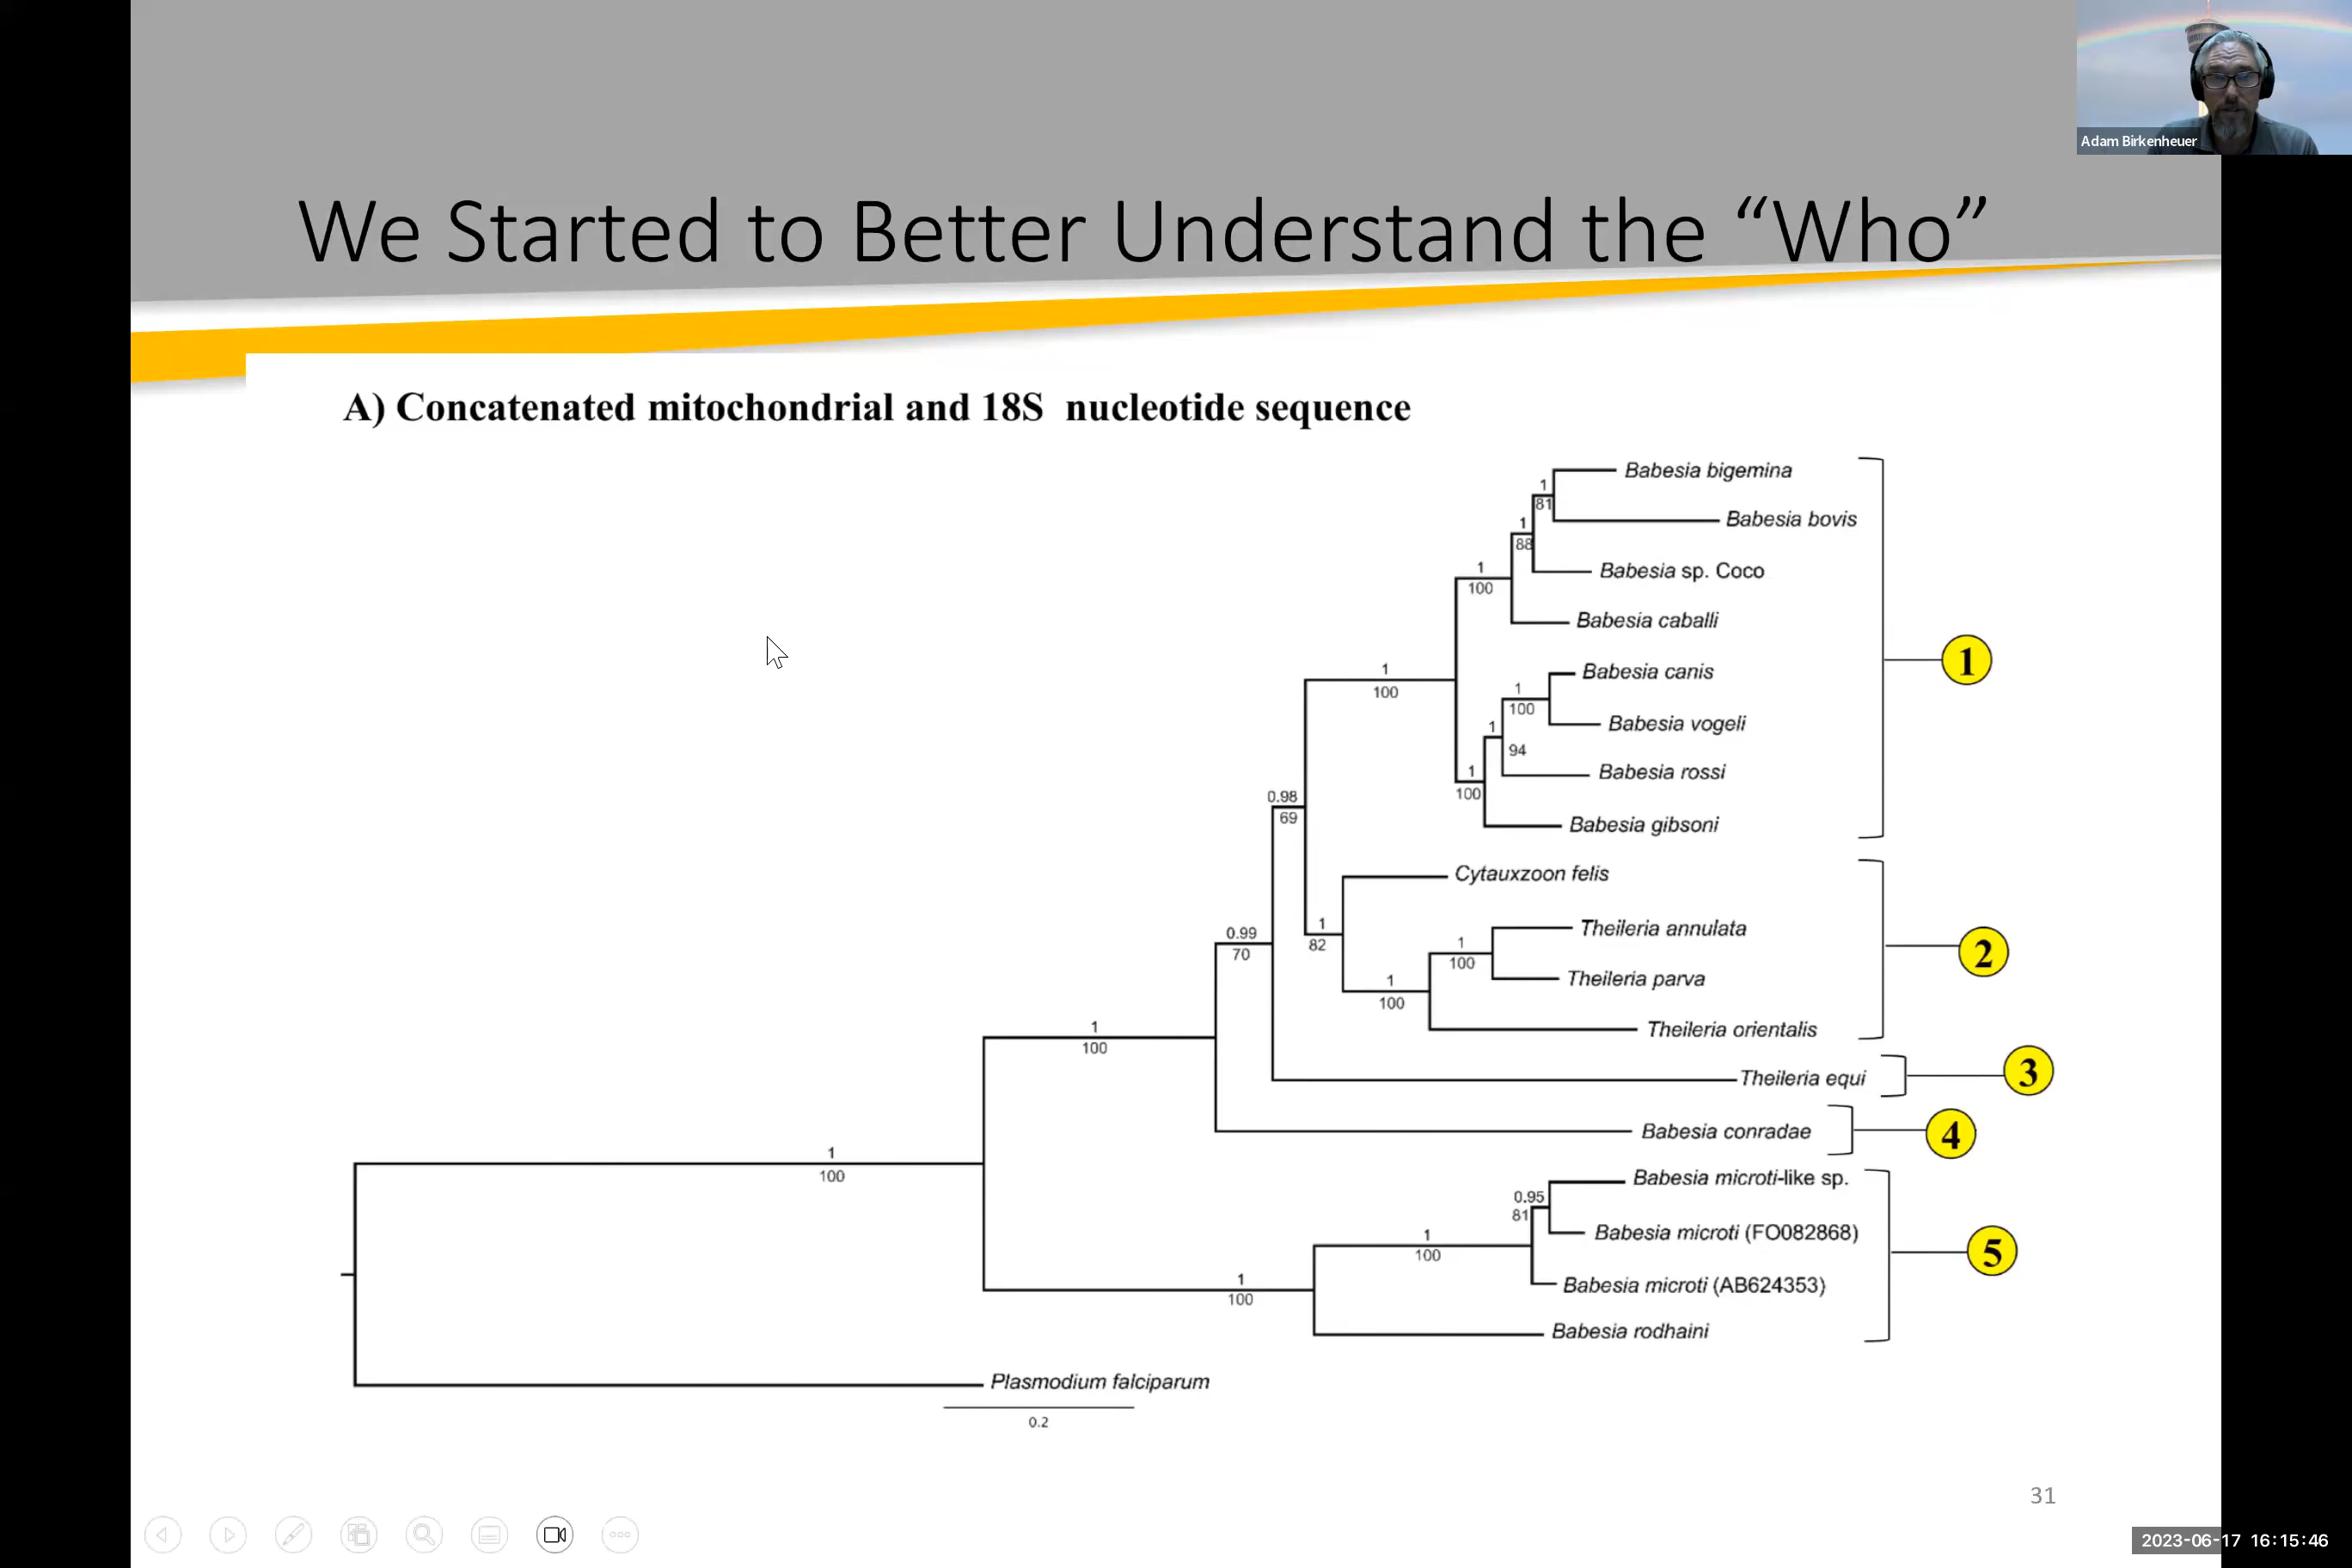 Adam Birkenheuer
We Started to Better Understand the “Who”
A) Concatenated mitochondrial and 18S nucleotide sequence
Babesia bigemina
1
81
Babesia bovis
1
88
Babesia sp. Coco
1
100
Babesia caballi
1
1
100
Babesia canis
1
100
Babesia vogeli
1
94
Babesia rossi
1
100
0.98
69
Babesia gibsoni
Cytauxzoon felis
1
82
Theileria annulata
0.99
70
1
100
2
Theileria parva
1
100
Theileria orientalis
1
100
Theileria equi
3
Babesia conradae
4
1
100
Babesia microti-like sp.
0.95
81
Babesia microti (FO082868)
1
100
5
Babesia microti (AB624353)
1
100
Babesia rodhaini
Plasmodium falciparum
0.2
31
2023-06-17 16:15:46